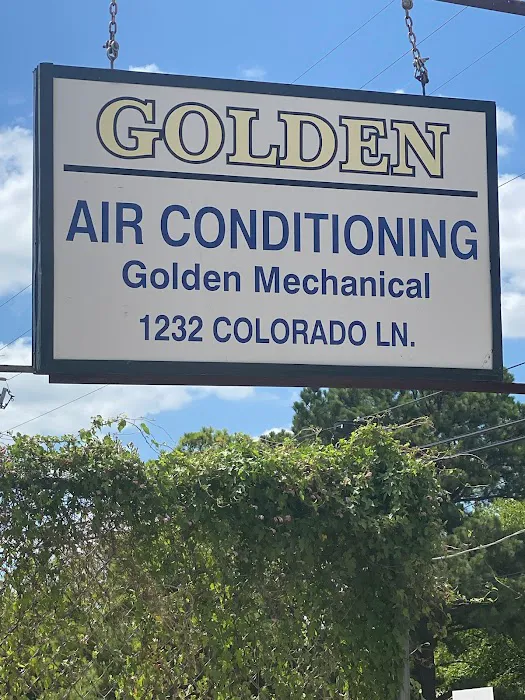 GOLDEN
AIR CONDITIONING
Golden Mechanical
1232 COLORADO LN.